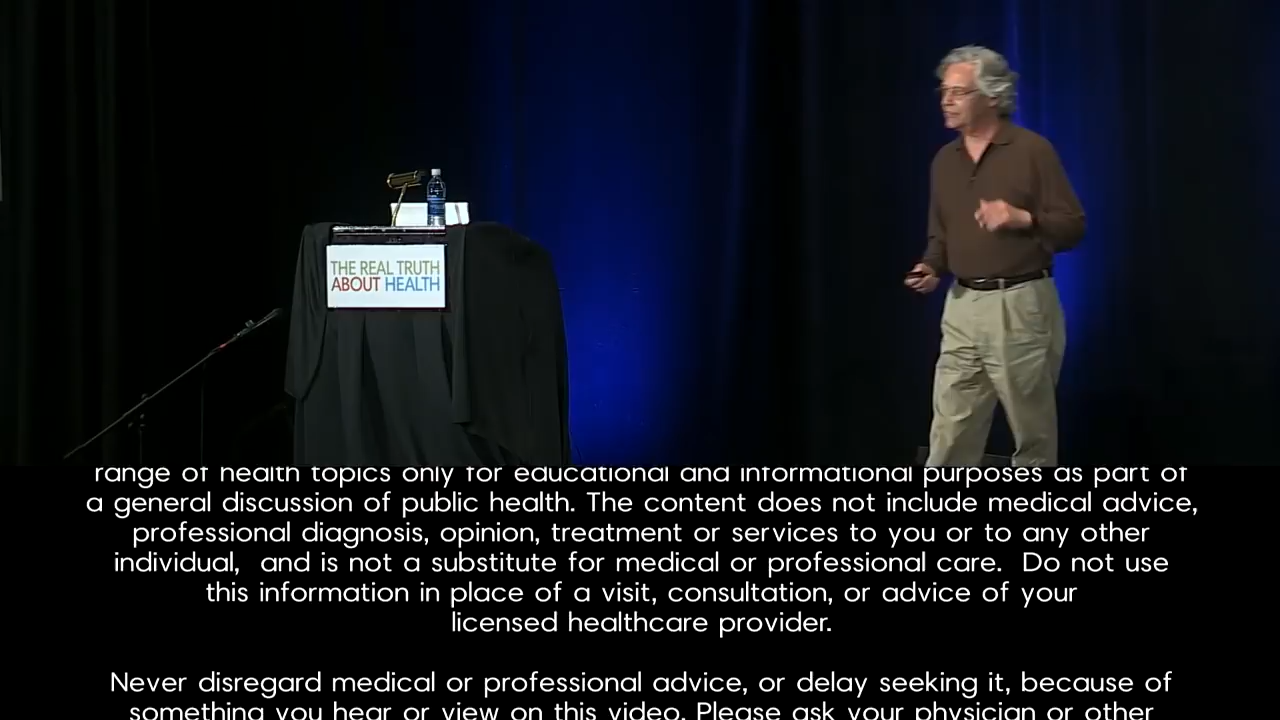 THE REAL TRUTH
ABOUT HEALTH
range of health topics only for educational and informational purposes as part of
a general discussion of public health. The content does not include medical advice,
professional diagnosis, opinion, treatment or services to you or to any other
individual,  and is not a substitute for medical or professional care.  Do not use
this information in place of a visit, consultation, or advice of your
licensed healthcare provider.
Never disregard medical or professional advice, or delay seeking it, because of
something you hear or view on this video. Please ask your physician or other